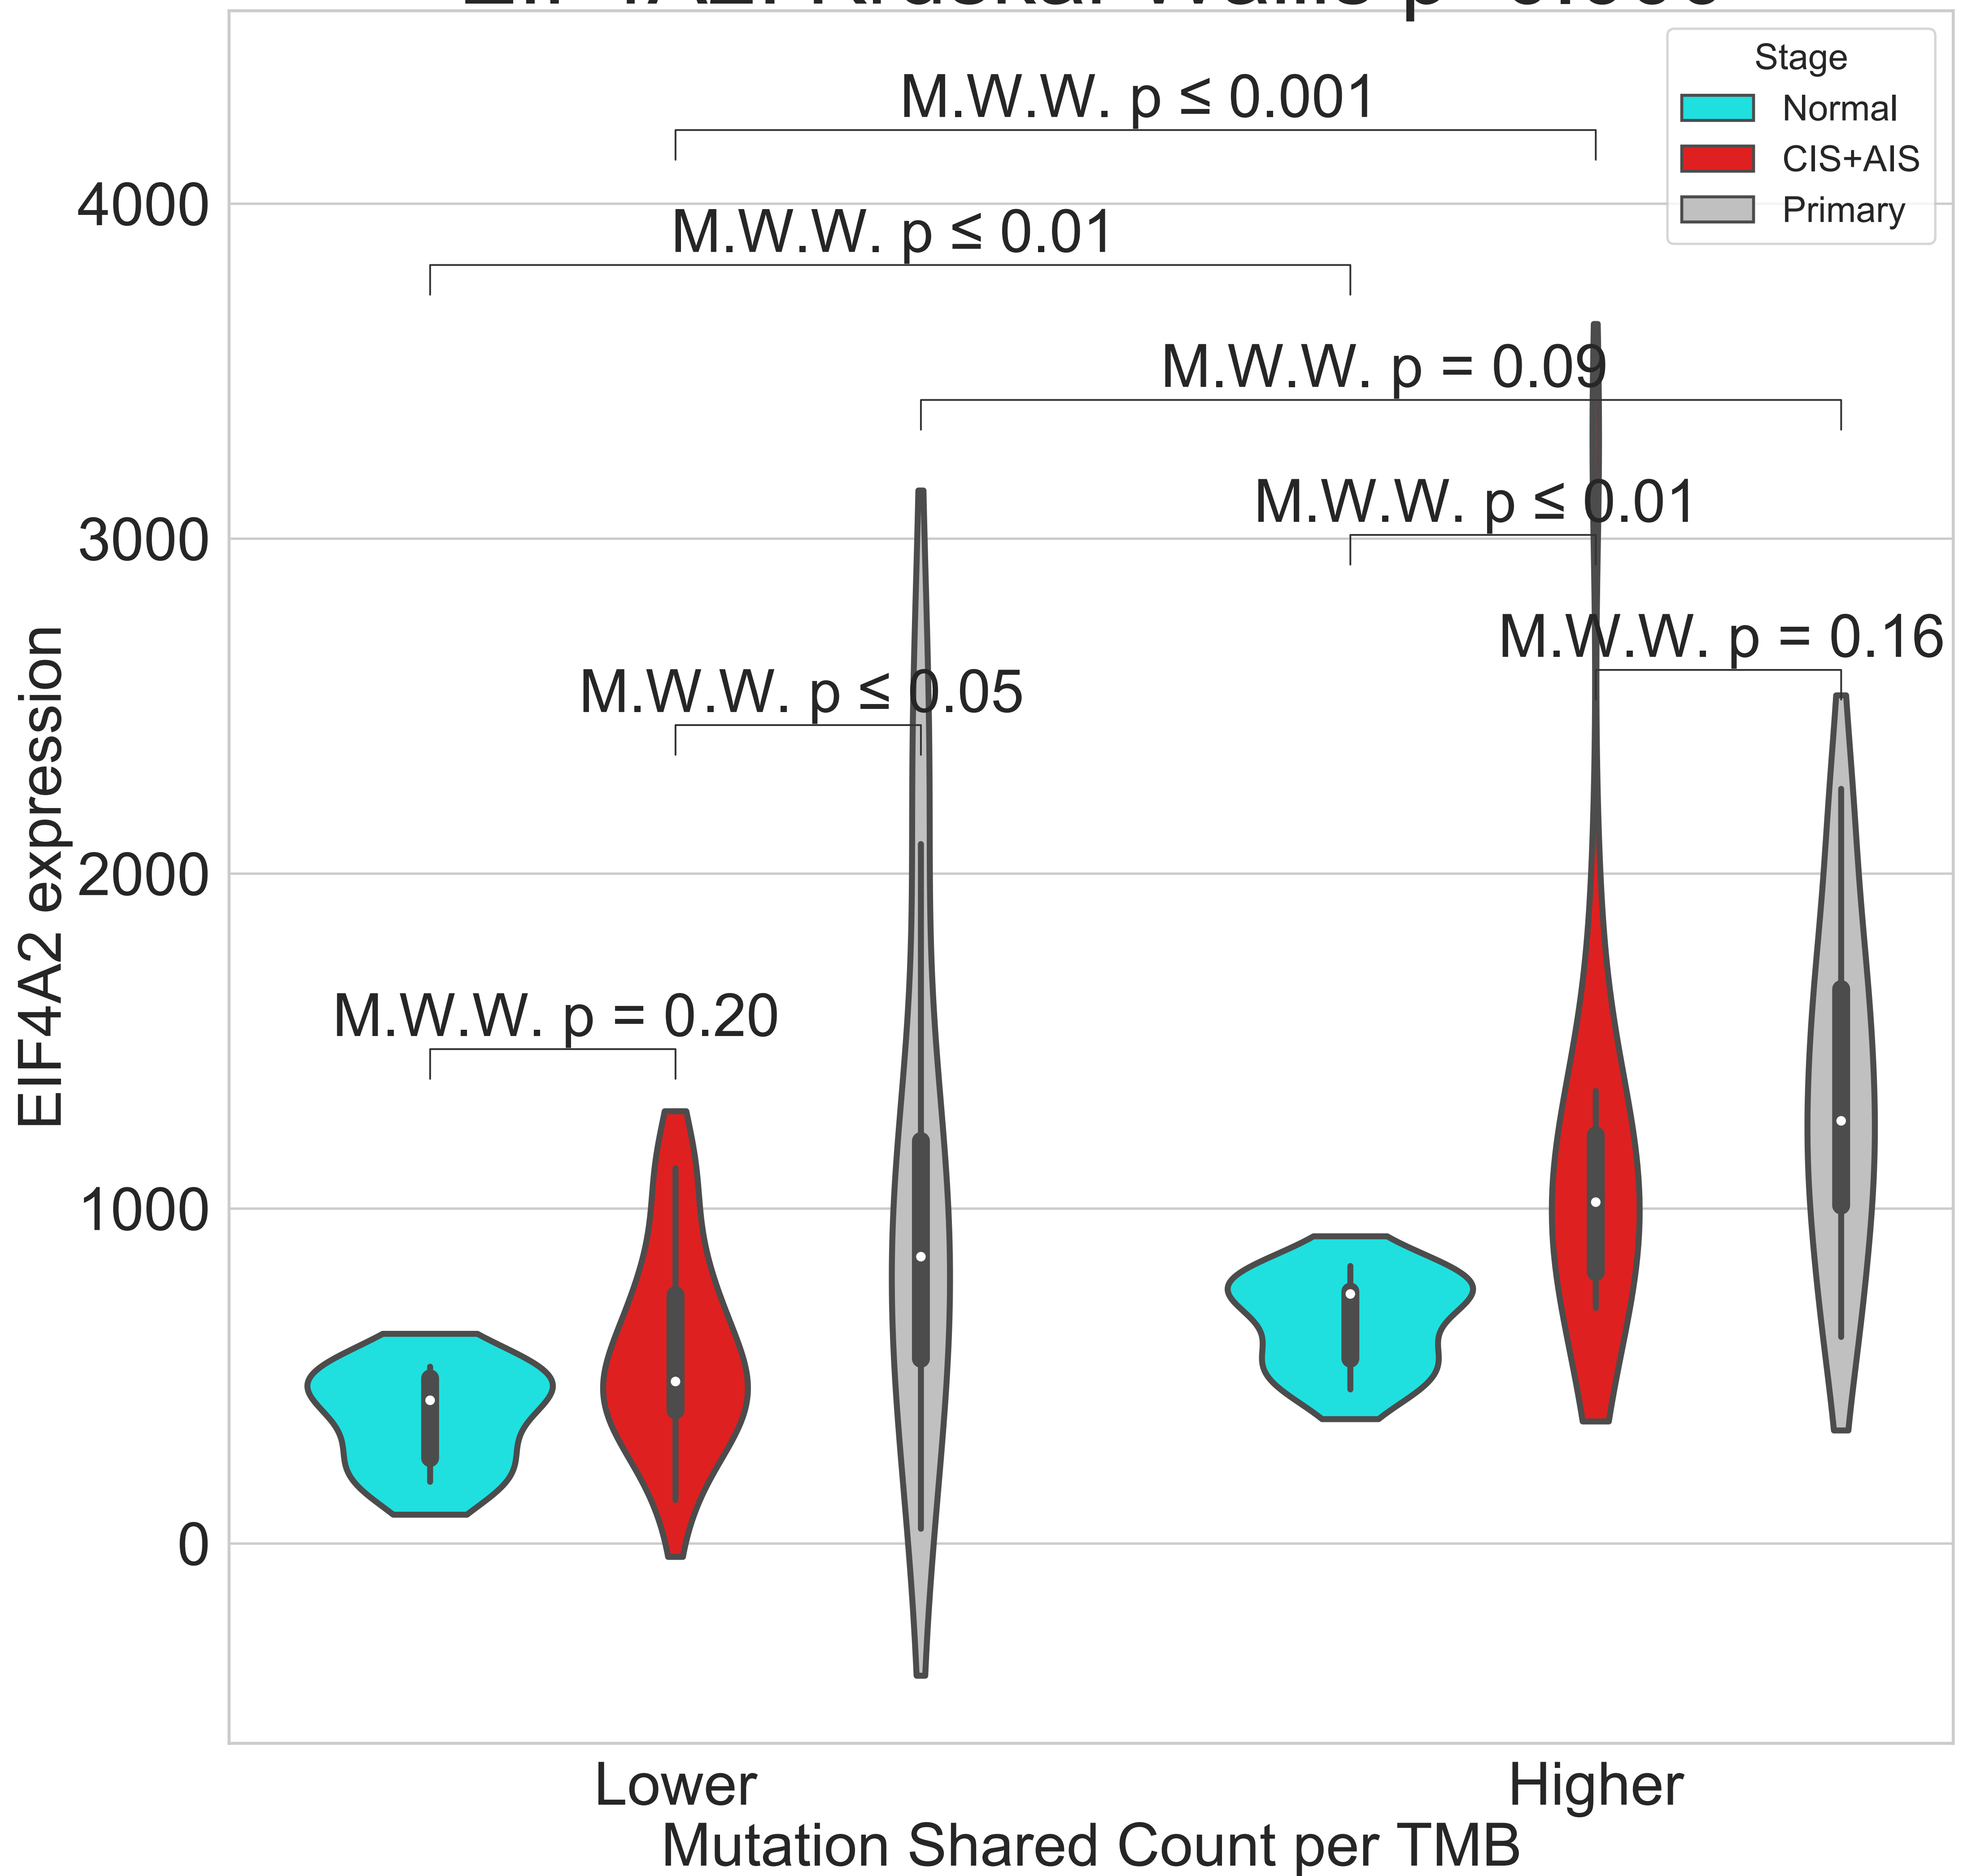 Stage
Normal
CIS+AIS
Primary
M.W.W. p ≤ 0.001
4000
M.W.W. p ≤ 0.01
M.W.W. p = 0.09
3000
M.W.W. p ≤ 0.01
M.W.W. p = 0.16
M.W.W. p ≤ 0.05
2000
M.W.W. p = 0.20
1000
0
EIF4A2 expression
Lower
Higher
Mutation Shared Count per TMB